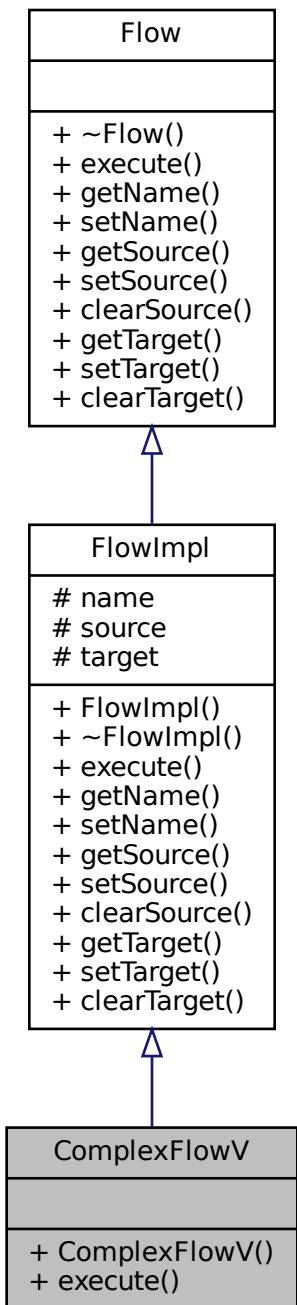 Flow
+ ~Flow()
+ execute()
+ getName()
+ setName()
+ getSource()
+ setSource()
+ clearSource()
+ getTarget()
+ setTarget()
+ clearTarget()
FlowImpl
# name
# source
# target
+ FlowImpl()
+ ~FlowImpl()
+ execute()
+ getName()
+ setName()
+ getSource()
+ setSource()
+ clearSource()
+ getTarget()
+ setTarget()
+ clearTarget()
ComplexFlowV
+ ComplexFlowV()
+ execute()